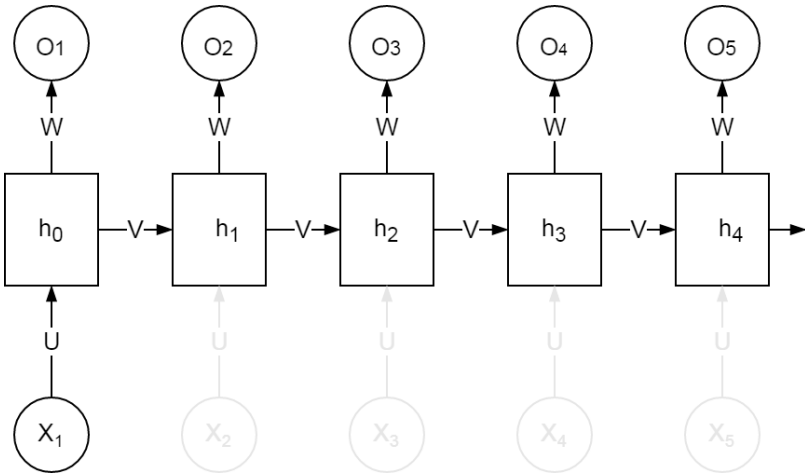 O1 O2 O3 O4 O5
W W W W W
h0 V h1 V h2 V h3 V h4
U U U U U
X1 X2 X3 X4 X5